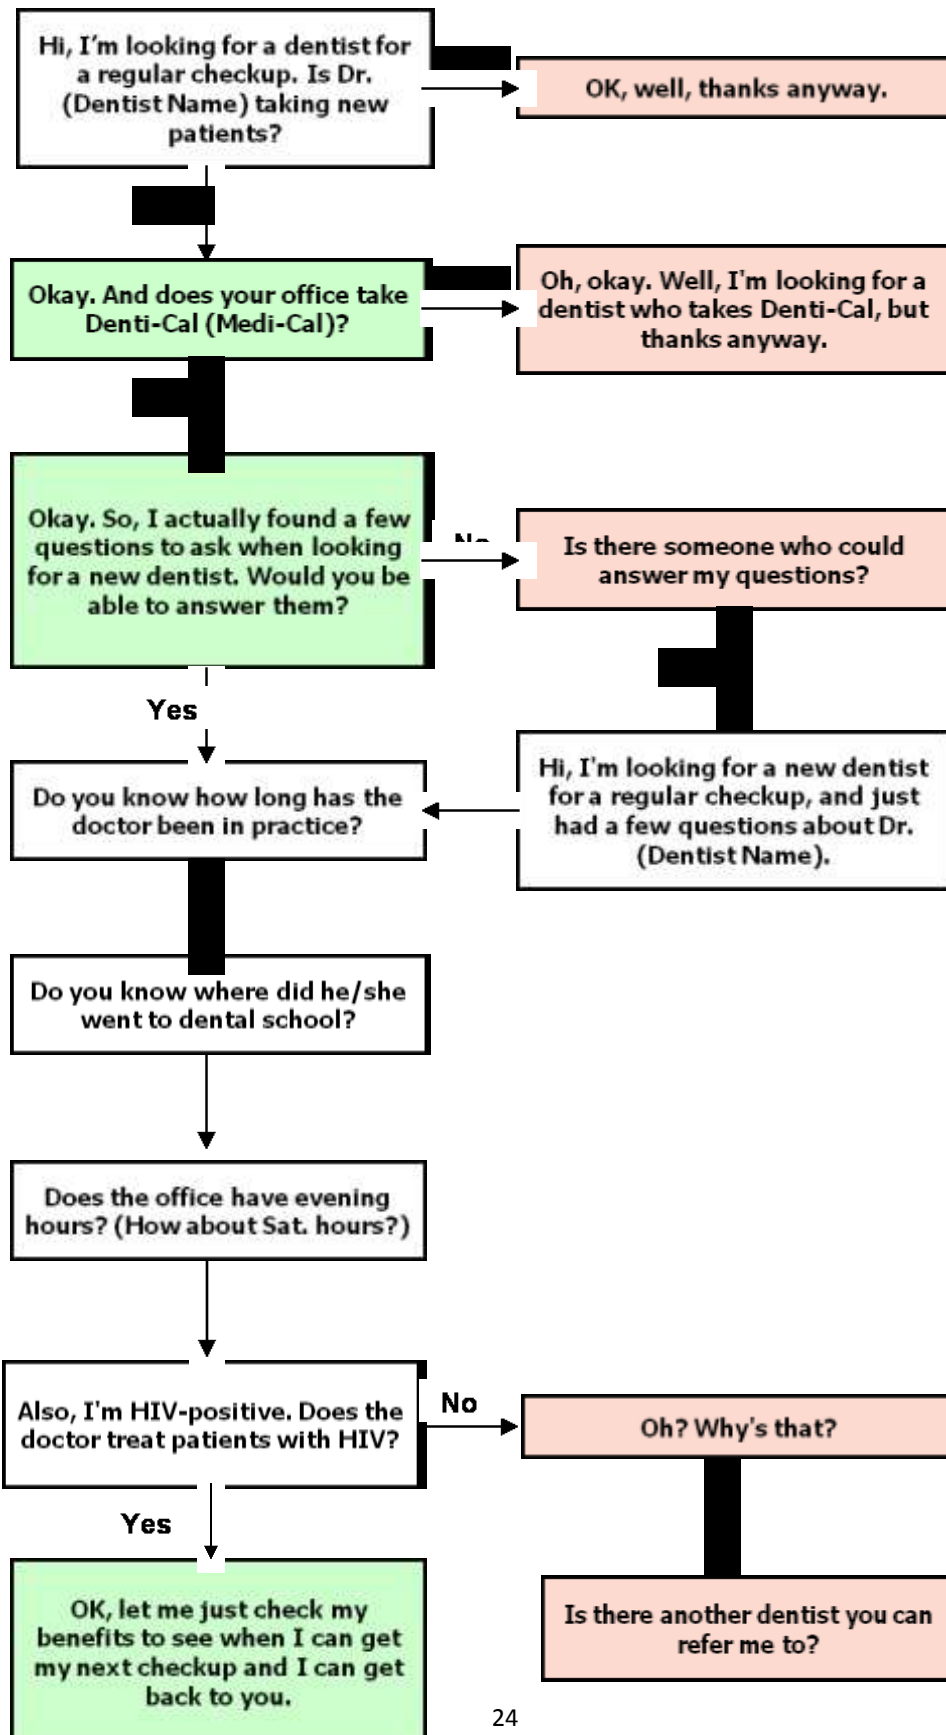 Hi, I'm looking for a dentist for
a regular checkup. Is Dr.
(Dentist Name) taking new
patients?
OK, well, thanks anyway.
Okay. And does your office take
Denti-Cal (Medi-Cal)?
Oh, okay. Well, I'm looking for a
dentist who takes Denti-Cal, but
thanks anyway.
Okay. So, I actually found a few
questions to ask when looking
for a new dentist. Would you be
able to answer them?
No
Is there someone who could
answer my questions?
Yes
Hi, I'm looking for a new dentist
for a regular checkup, and just
had a few questions about Dr.
(Dentist Name).
Do you know how long has the
doctor been in practice?
Do you know where did he/she
went to dental school?
Does the office have evening
hours? (How about Sat. hours?)
Also, I'm HIV-positive. Does the
doctor treat patients with HIV?
No
Oh? Why's that?
Yes
Is there another dentist you can
refer me to?
OK, let me just check my
benefits to see when I can get
my next checkup and I can get
back to you.
24